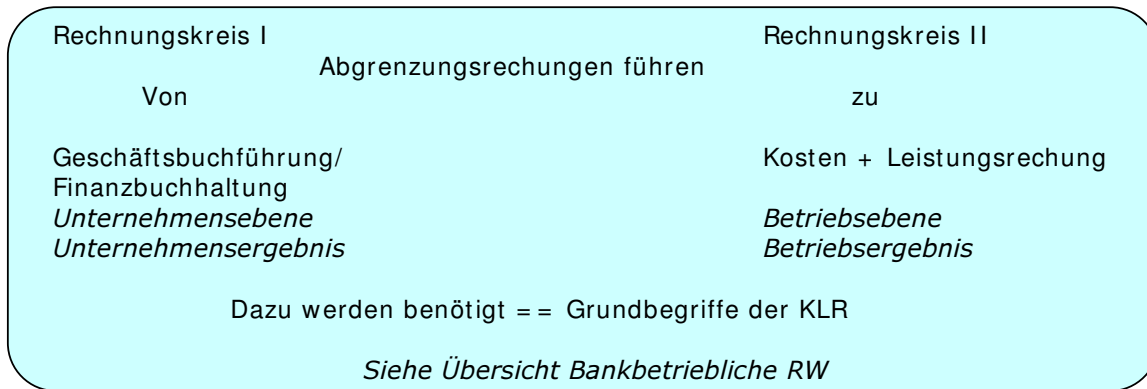 Rechnungskreis I Rechnungskreis II
Abgrenzungsrechungen führen
Von zu
Geschäftsbuchführung/ Kosten + Leistungsrechung
Finanzbuchhaltung
Unternehmensebene Betriebsebene
Unternehmensergebnis Betriebsergebnis
Dazu werden benötigt == Grundbegriffe der KLR
Siehe Übersicht Bankbetriebliche RW